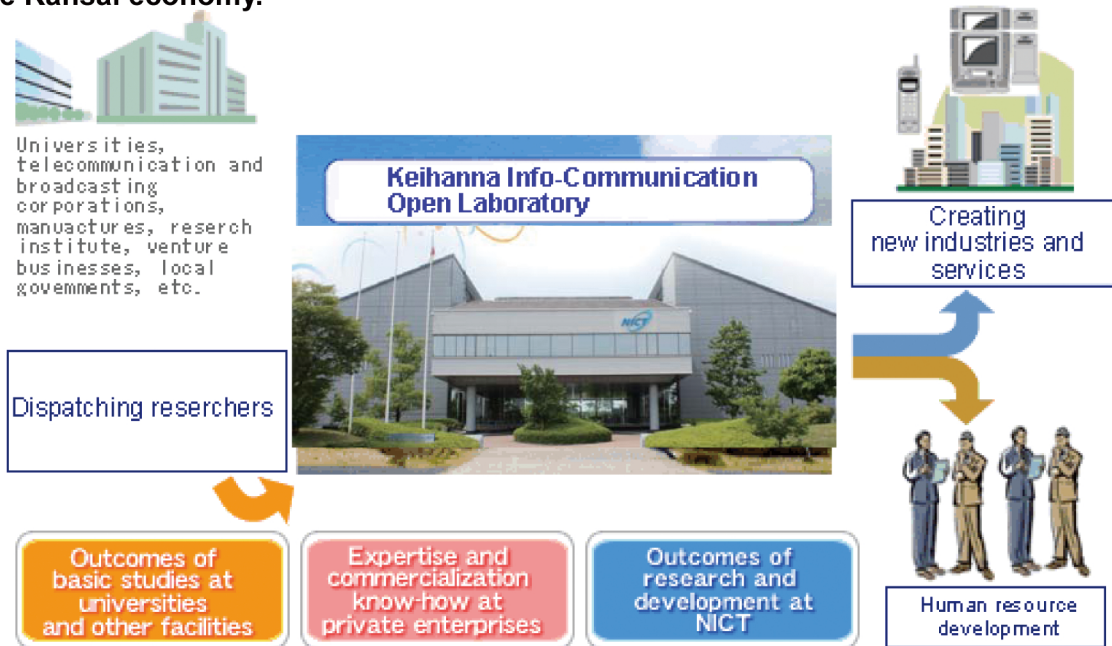 e Kansai economy.
Universities,
telecommunication and
broadcasting
corporations,
manuactures, reserch
institute, venture
businesses, local
govemments, etc.
Keihanna Info-Communication
Open Laboratory
NICT
Creating
new industries and
services
Dispatching reserchers
Outcomes of
basic studies at
universities
and other facilities
Expertise and
commercialization
know-how at
private enterprises
Outcomes of
research and
development at
NICT
Human resource
development